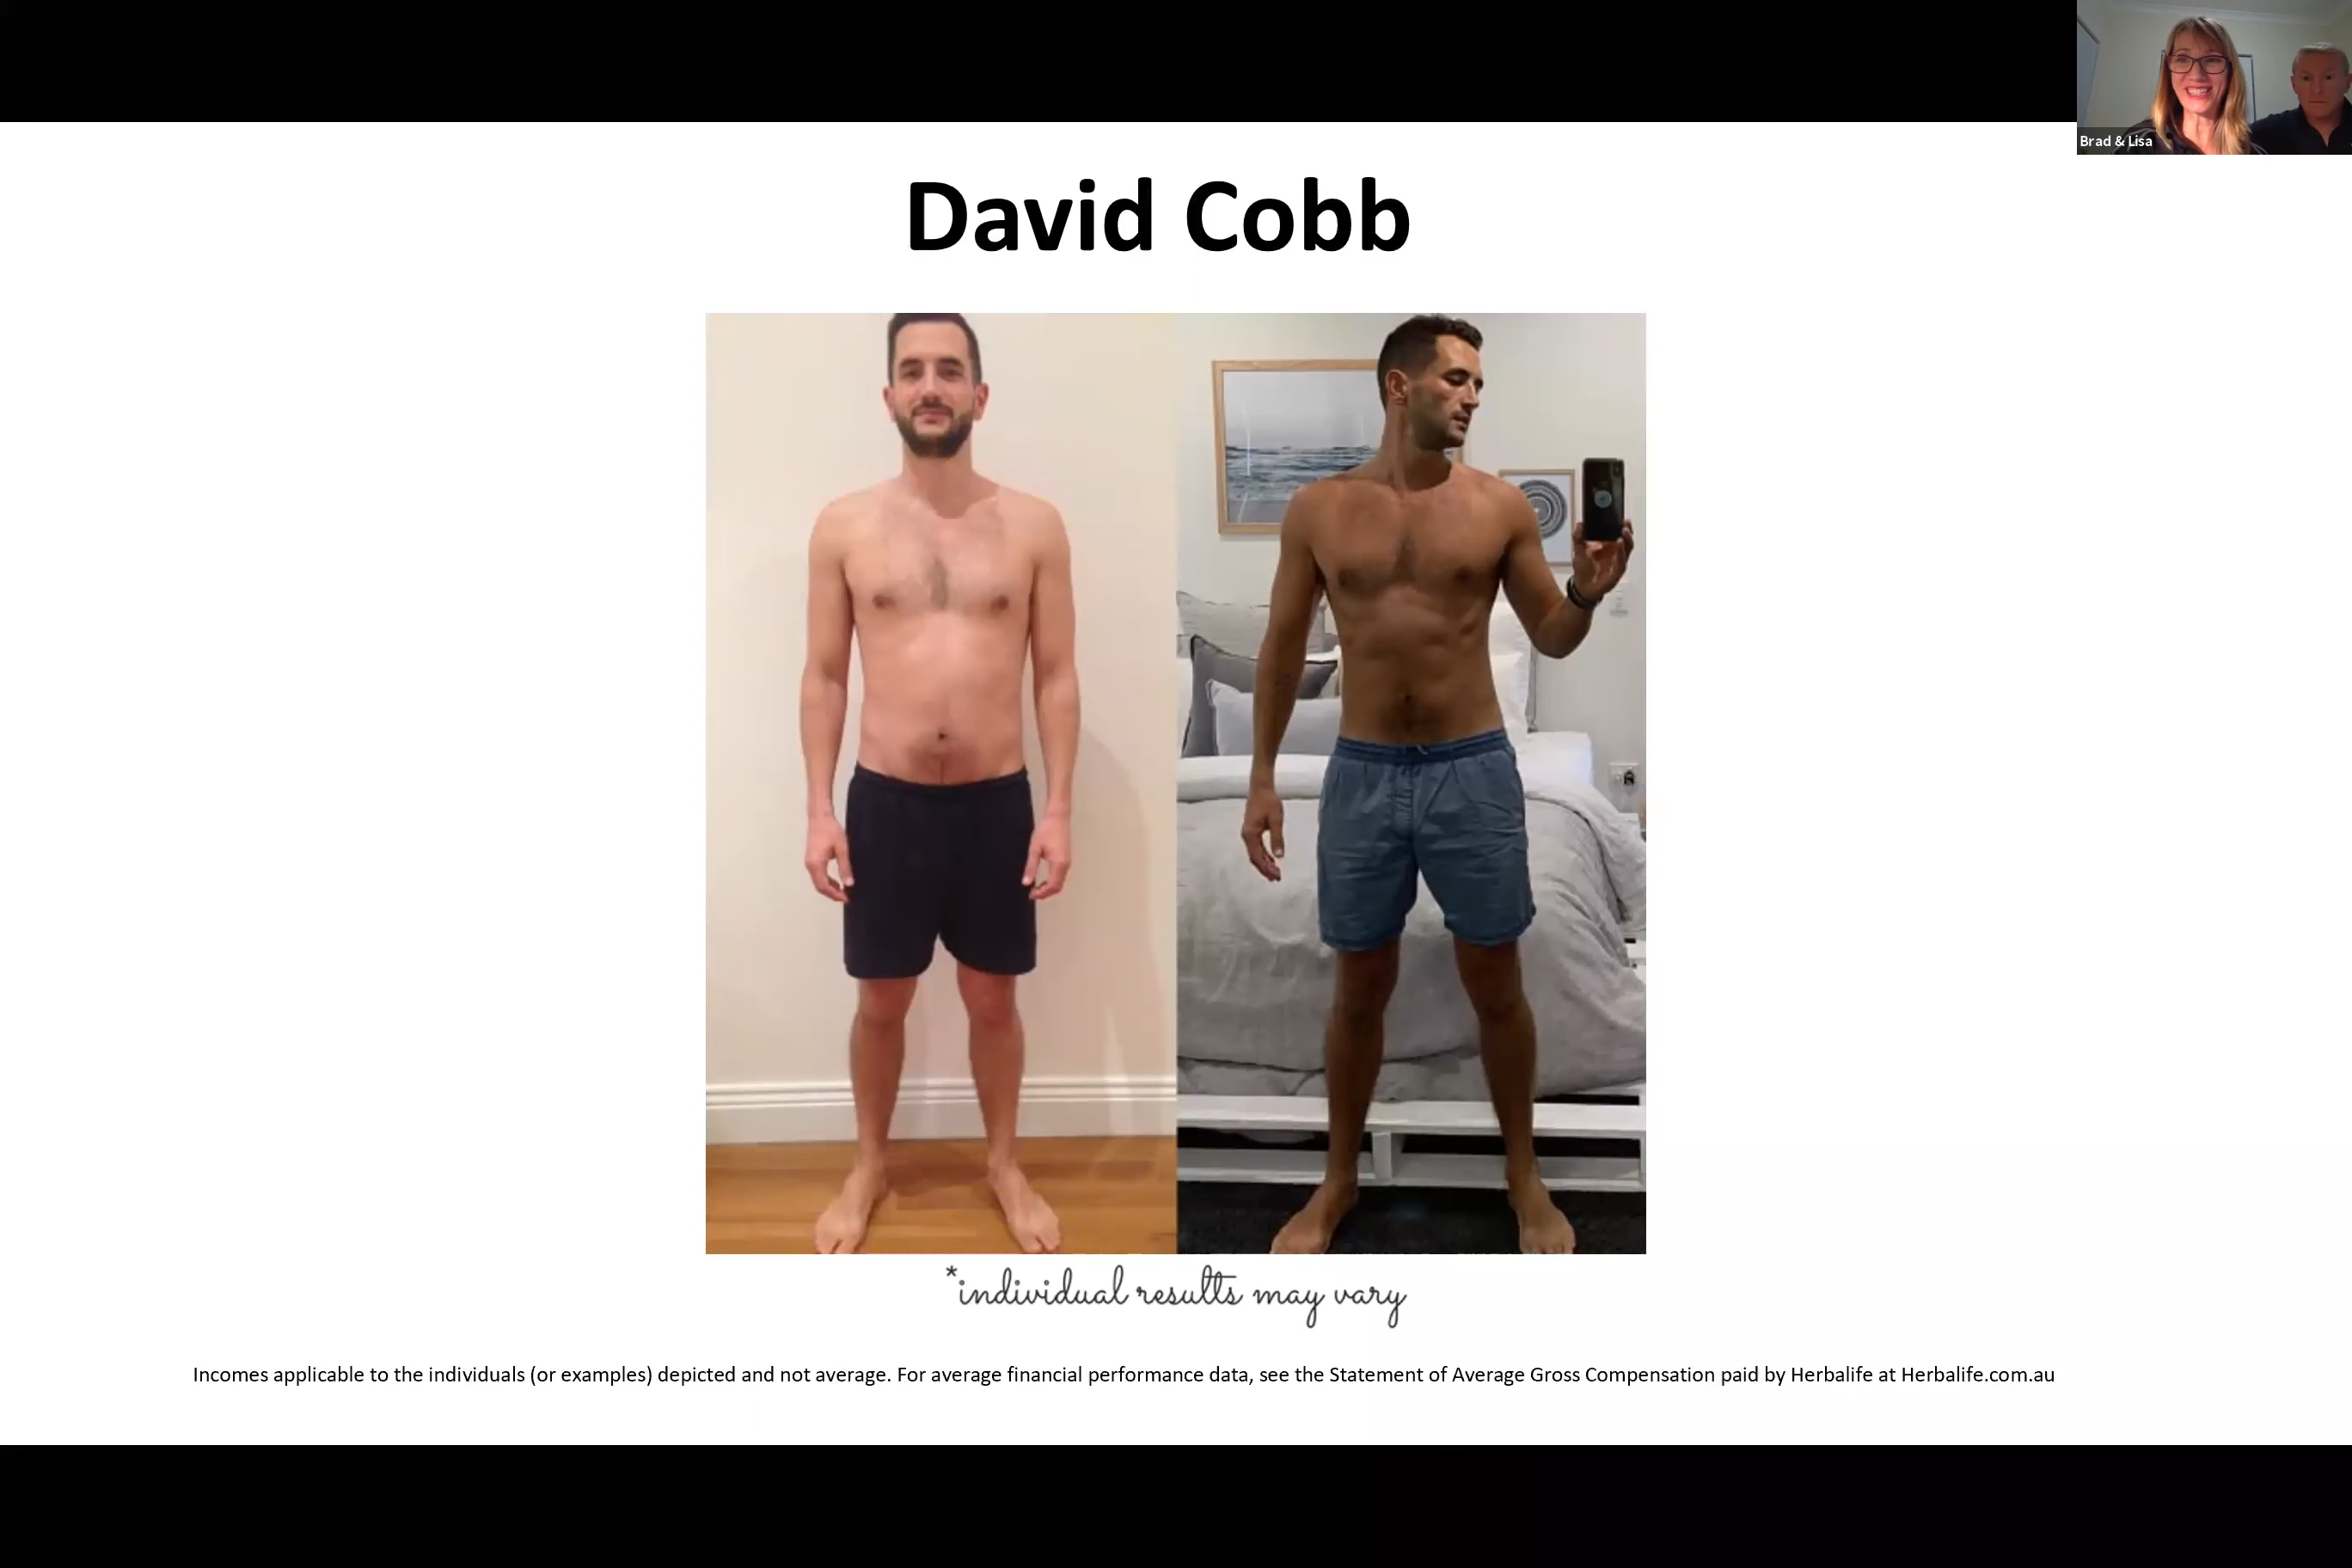 Brad & Lisa
David Cobb
*individual results may vary
Incomes applicable to the individuals (or examples) depicted and not average. For average financial performance data, see the Statement of Average Gross Compensation paid by Herbalife at Herbalife.com.au